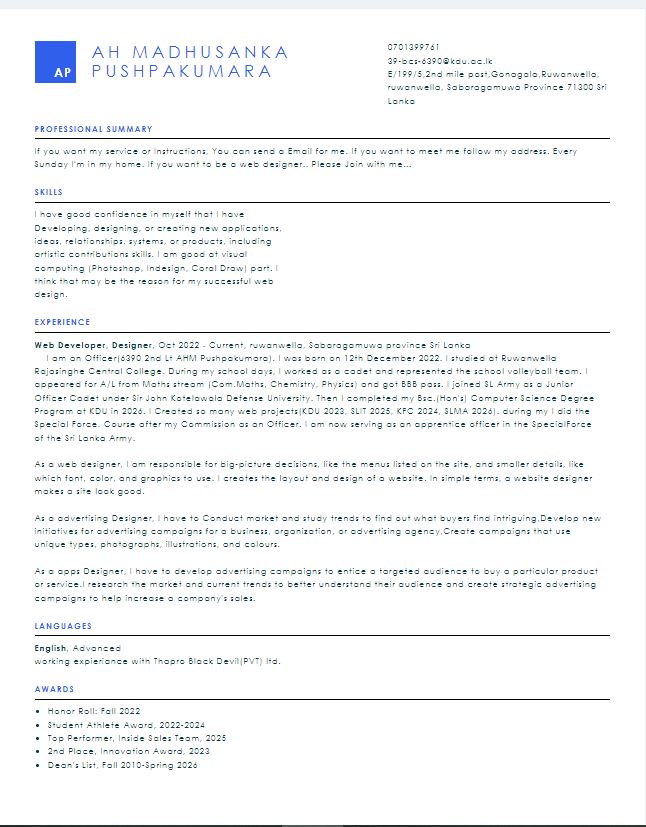 AP
AH MADHUSANKA
PUSHPAKUMARA
0701399761
39-bcs-6390@kdu.ac.lk
E/199/5,2nd mile post,Gonagala,Ruwanwella,
ruwanwella, Sabaragamuwa Province 71300 Sri
Lanka
PROFESSIONAL SUMMARY
If you want my service or Instructions, You can send a Email for me. If you want to meet me follow my address. Every
Sunday I'm in my home. If you want to be a web designer.. Please Join with me...
SKILLS
I have good confidence in myself that I have
Developing, designing, or creating new applications,
ideas, relationships, systems, or products, including
artistic contributions skills. I am good at visual
computing (Photoshop, Indesign, Coral Draw) part. I
think that may be the reason for my successful web
design.
EXPERIENCE
Web Developer, Designer, Oct 2022 - Current, ruwanwella, Sabaragamuwa province Sri Lanka
I am an Officer(6390 2nd Lt AHM Pushpakumara). I was born on 12th December 2022. I studied at Ruwanwella
Rajasinghe Central College. During my school days, I worked as a cadet and represented the school volleyball team. I
appeared for A/L from Maths stream (Com.Maths, Chemistry, Physics) and got BBB pass. I joined SL Army as a Junior
Officer Cadet under Sir John Kotelawala Defense University. Then I completed my Bsc.(Hon's) Computer Science Degree
Program at KDU in 2026. I Created so many web projects(KDU 2023, SLIT 2025, KFC 2024, SLMA 2026). during my I did the
Special Force. Course after my Commission as an Officer. I am now serving as an apprentice officer in the SpecialForce
of the Sri Lanka Army.
As a web designer, I am responsible for big-picture decisions, like the menus listed on the site, and smaller details, like
which font, color, and graphics to use. I creates the layout and design of a website. In simple terms, a website designer
makes a site look good.
As a advertising Designer, I have to Conduct market and study trends to find out what buyers find intriguing.Develop new
initiatives for advertising campaigns for a business, organization, or advertising agency.Create campaigns that use
unique types, photographs, illustrations, and colours.
As a apps Designer, I have to develop advertising campaigns to entice a targeted audience to buy a particular product
or service.I research the market and current trends to better understand their audience and create strategic advertising
campaigns to help increase a company's sales.
LANGUAGES
English, Advanced
working expieriance with Thapro Black Devil(PVT) ltd.
AWARDS
• Honor Roll: Fall 2022
• Student Athlete Award, 2022-2024
• Top Performer, Inside Sales Team, 2025
• 2nd Place, Innovation Award, 2023
• Dean's List, Fall 2010-Spring 2026